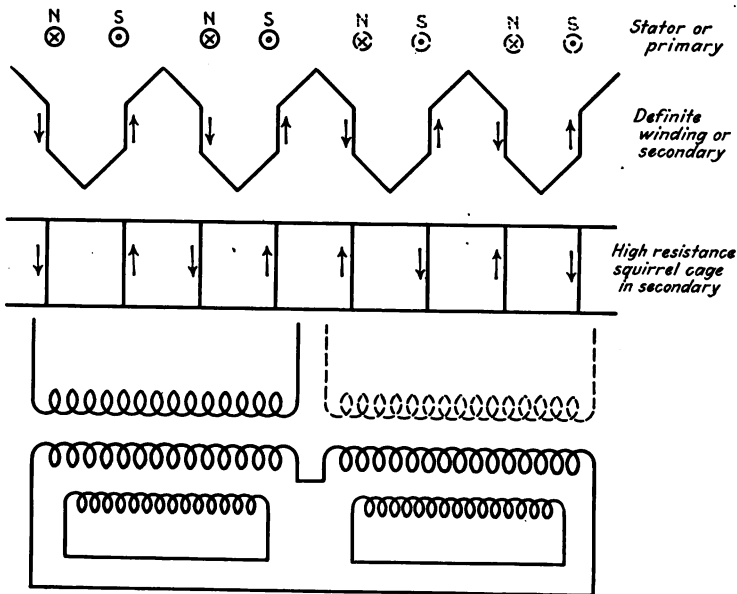 N S N S N S N S
Stator or
primary
Definite
winding or
secondary
High resistance
squirrel cage
in secondary